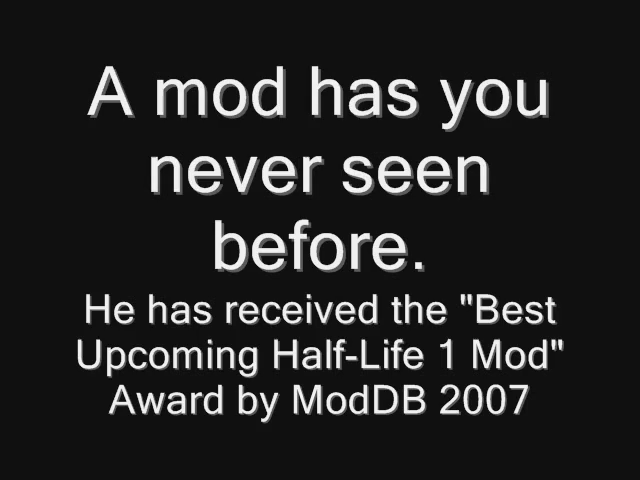 A mod has you
never seen
before.
He has received the "Best
Upcoming Half-Life 1 Mod"
Award by ModDB 2007